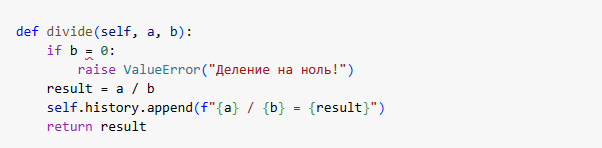 def divide(self, a, b):
    if b = 0:
        raise ValueError("Деление на ноль!")
    result = a / b
    self.history.append(f"{a} / {b} = {result}")
    return result